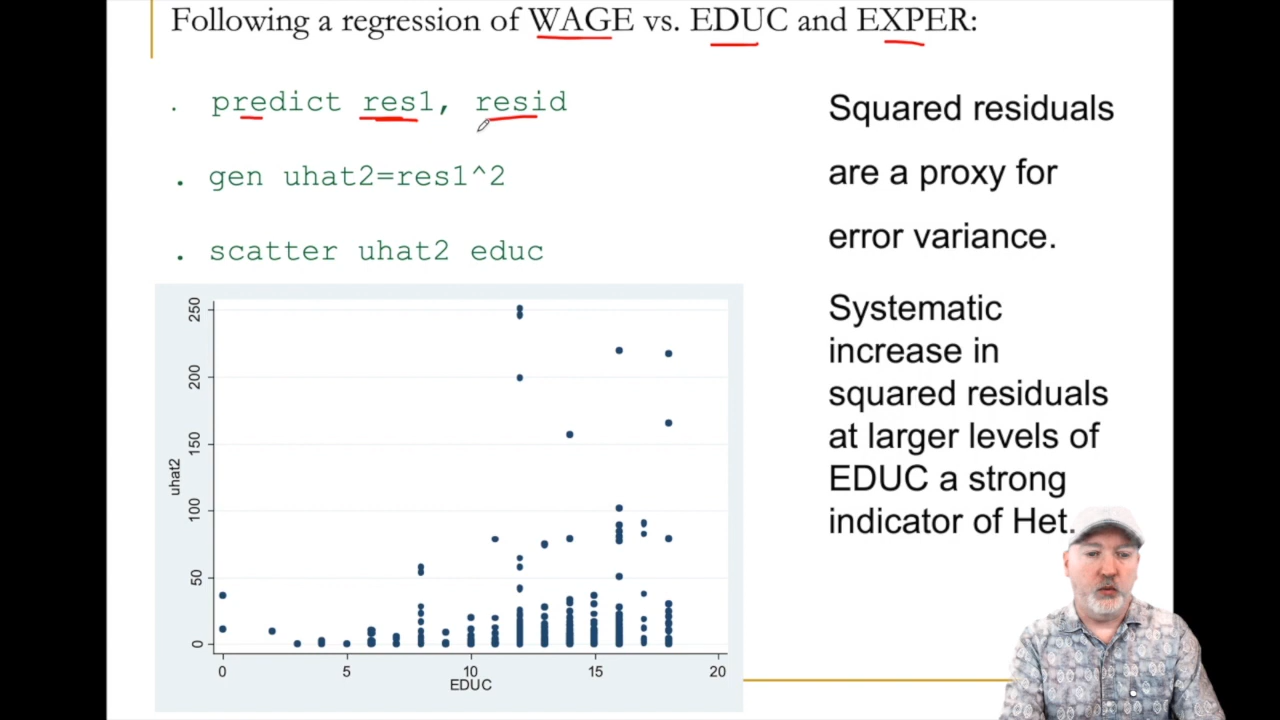 Following a regression of WAGE vs. EDUC and EXPER:
. predict res1, resid
. gen uhat2=res1^2
. scatter uhat2 educ
Squared residuals
are a proxy for
error variance.
Systematic
increase in
squared residuals
at larger levels of
EDUC a strong
indicator of Het.
250
200
150
100
50
0
uhat2
0 5 10 15 20
EDUC